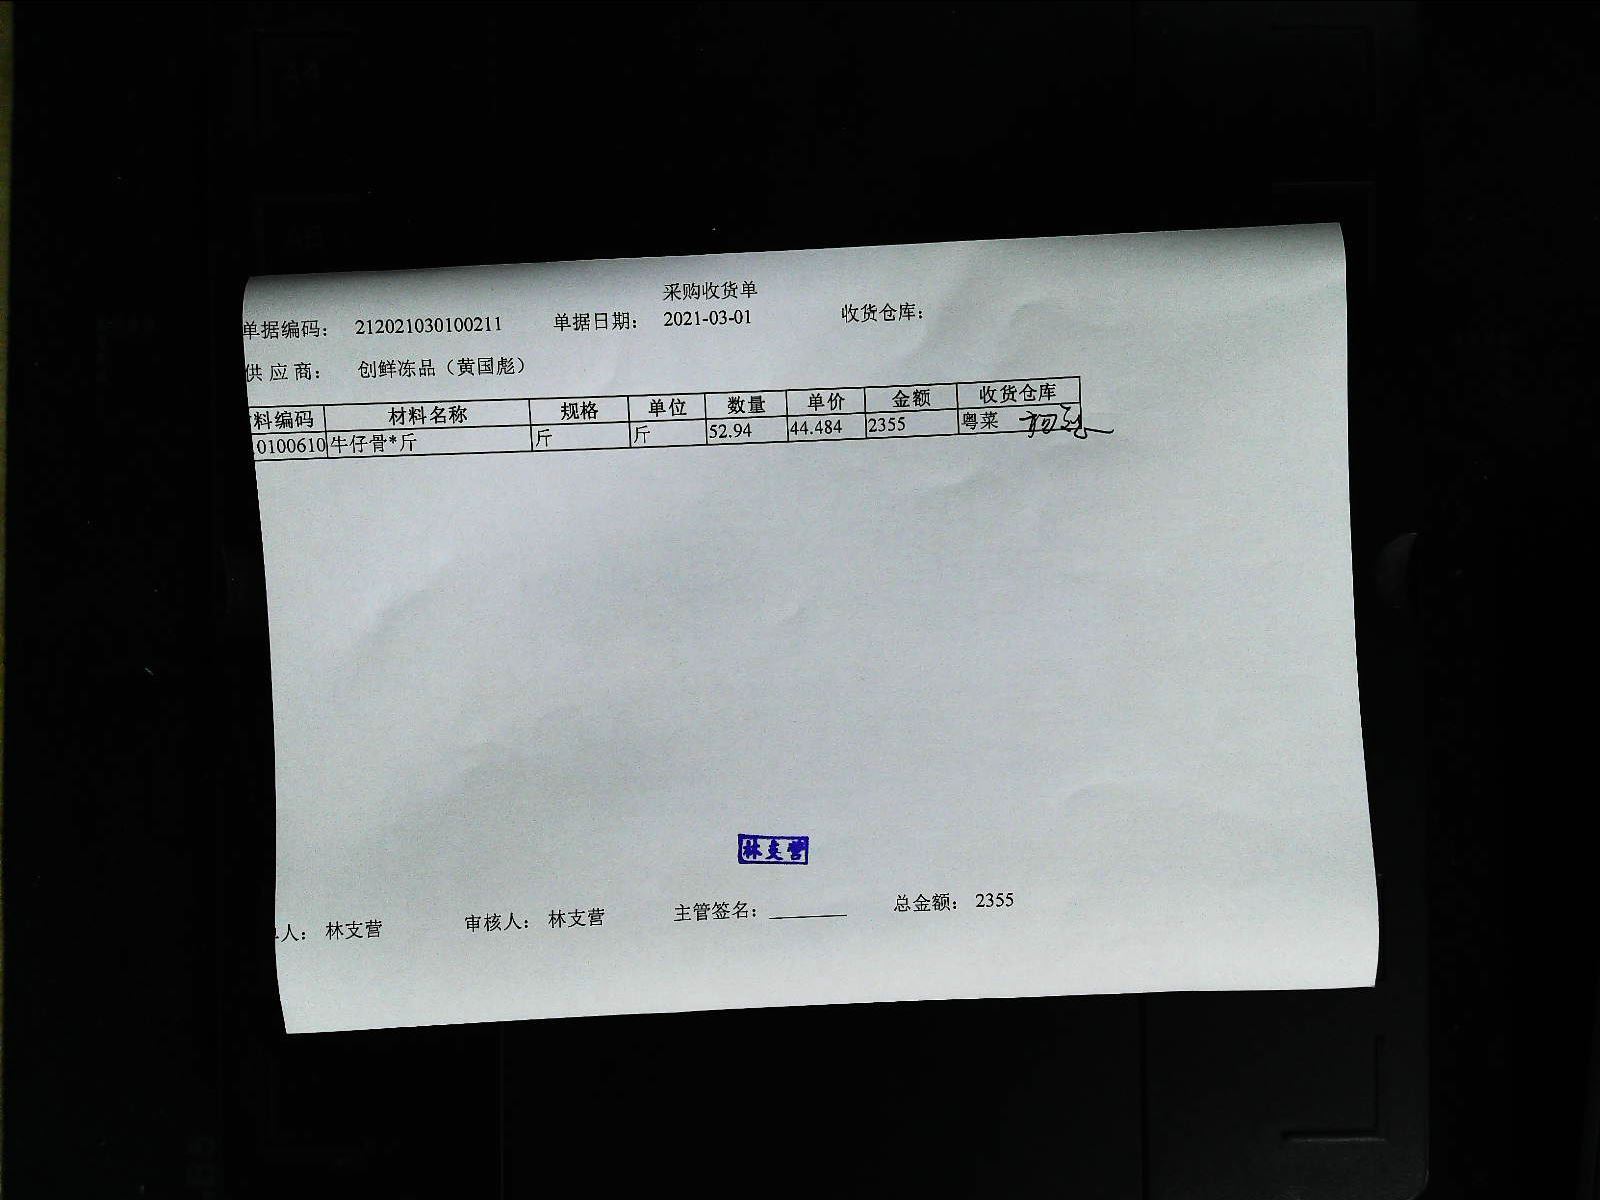 采购收货单
单据编码： 212021030100211 单据日期： 2021-03-01 收货仓库：
供 应 商： 创鲜冻品（黄国彪）
料编码 材料名称 规格 单位 数量 单价 金额 收货仓库
0100610 牛仔骨*斤 斤 斤 52.94 44.484 2355 粤菜
林支营
人： 林支营 审核人： 林支营 主管签名： 总金额： 2355